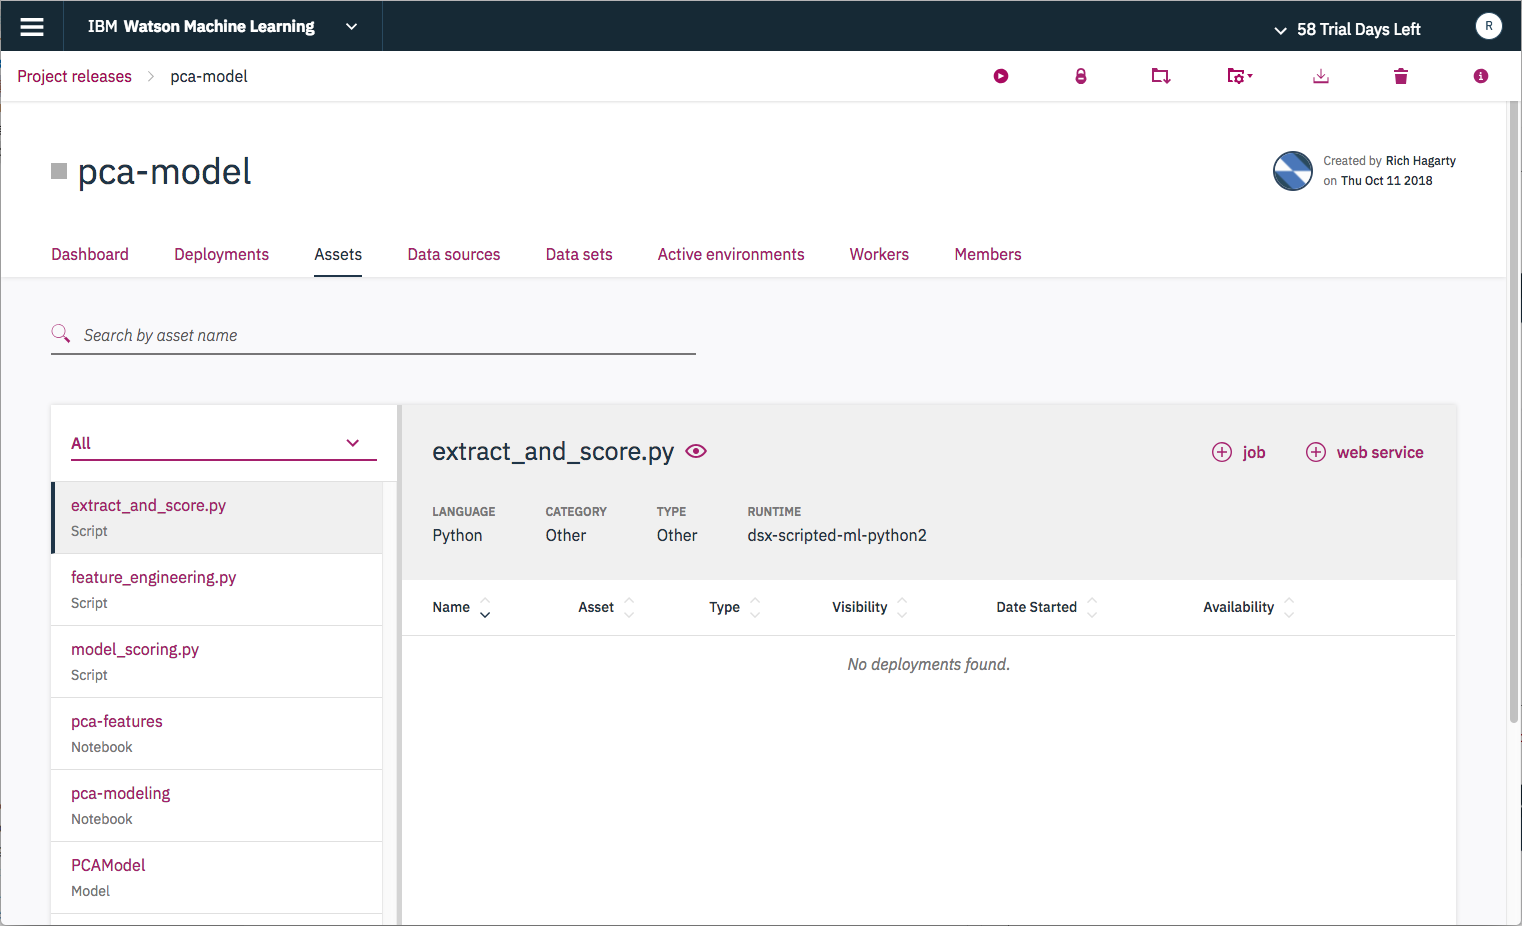 IBM Watson Machine Learning
58 Trial Days Left
R
Project releases > pca-model
pca-model
Created by Rich Hagarty
on Thu Oct 11 2018
Dashboard Deployments Assets Data sources Data sets Active environments Workers Members
Search by asset name
All
extract_and_score.py
Script
feature_engineering.py
Script
model_scoring.py
Script
pca-features
Notebook
pca-modeling
Notebook
PCAModel
Model
extract_and_score.py
job
web service
LANGUAGE CATEGORY TYPE RUNTIME
Python Other Other dsx-scripted-ml-python2
Name Asset Type Visibility Date Started Availability
No deployments found.